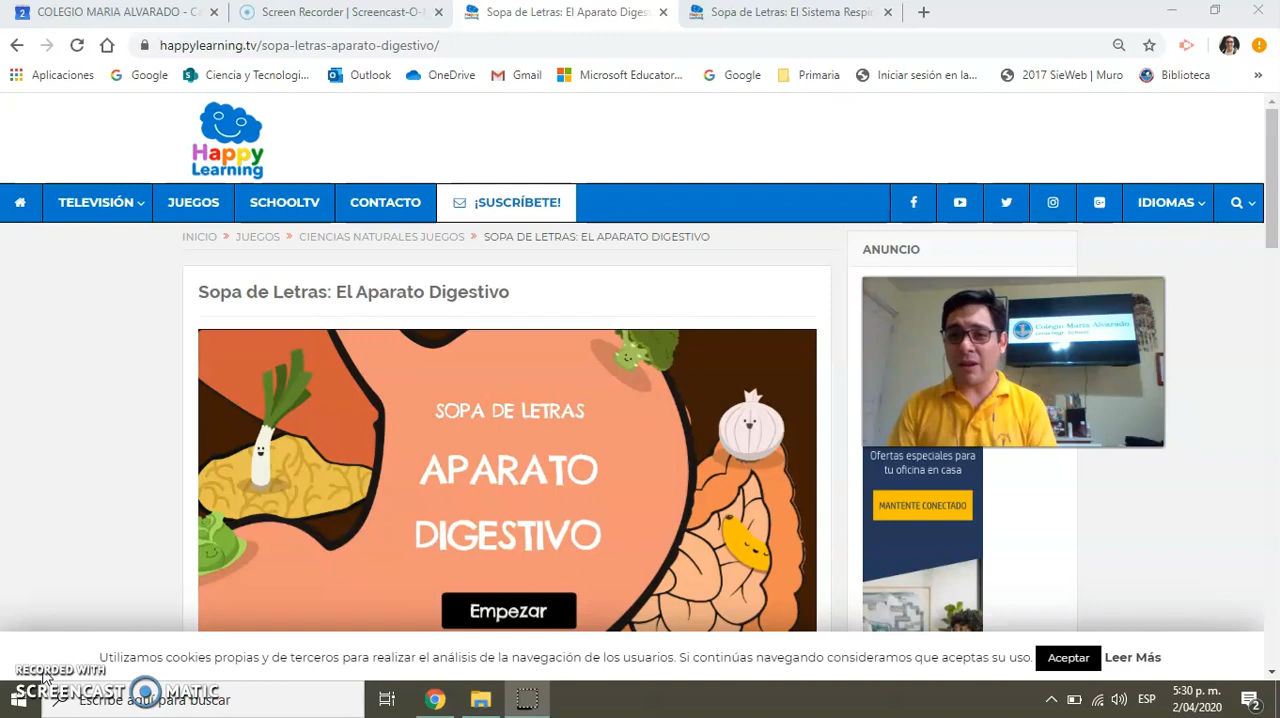 COLEGIO MARIA ALVARADO - C
Screen Recorder | Screencast-O-
Sopa de Letras: El Aparato Diges
Sopa de Letras: El Sistema Respi
happylearning.tv/sopa-letras-aparato-digestivo/
Aplicaciones
Google
Ciencia y Tecnologi...
Outlook
OneDrive
Gmail
Microsoft Educator...
Google
Primaria
Iniciar sesión en la...
2017 SieWeb | Muro
Biblioteca
»
Happy
Learning
TELEVISIÓN
JUEGOS
SCHOOLTV
CONTACTO
¡SUSCRÍBETE!
IDIOMAS
INICIO » JUEGOS » CIENCIAS NATURALES JUEGOS » SOPA DE LETRAS: EL APARATO DIGESTIVO
ANUNCIO
Sopa de Letras: El Aparato Digestivo
Colegio María Alvarado
SOPA DE LETRAS
APARATO
DIGESTIVO
Empezar
Ofertas especiales para
tu oficina en casa
MANTENTE CONECTADO
Utilizamos cookies propias y de terceros para realizar el análisis de la navegación de los usuarios. Si continúas navegando consideramos que aceptas su uso.
Aceptar
Leer Más
RECORDED WITH
SCREENCAST MATIC
Escribe aquí para buscar
ESP
5:30 p. m.
2/04/2020
2